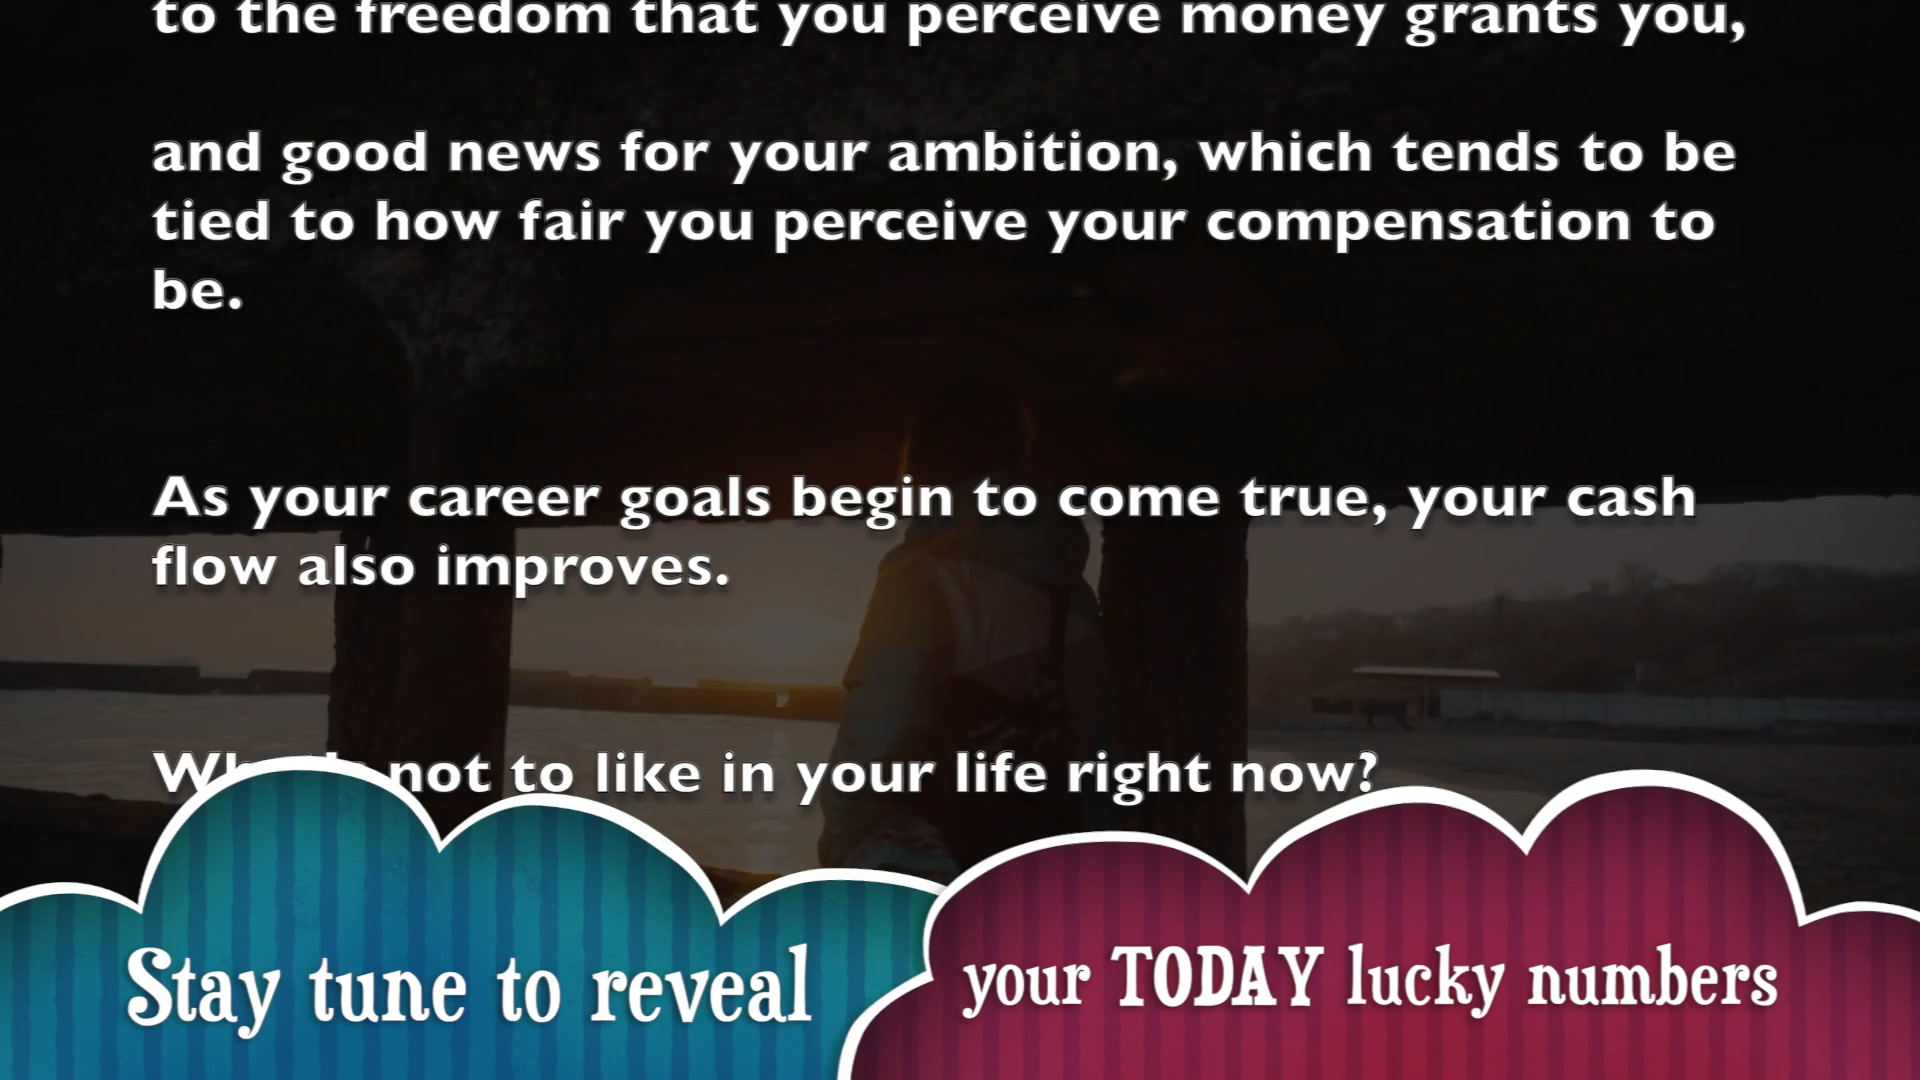 to the freedom that you perceive money grants you,
and good news for your ambition, which tends to be
tied to how fair you perceive your compensation to
be.
As your career goals begin to come true, your cash
flow also improves.
not to like in your life right now?
Stay tune to reveal
your TODAY lucky numbers